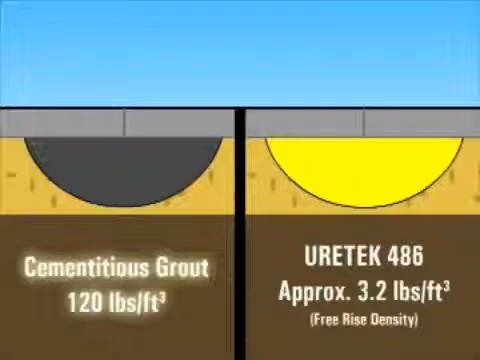 Cementitious Grout
120 lbs/ft³
URETEK 486
Approx. 3.2 lbs/ft³
(Free Rise Density)